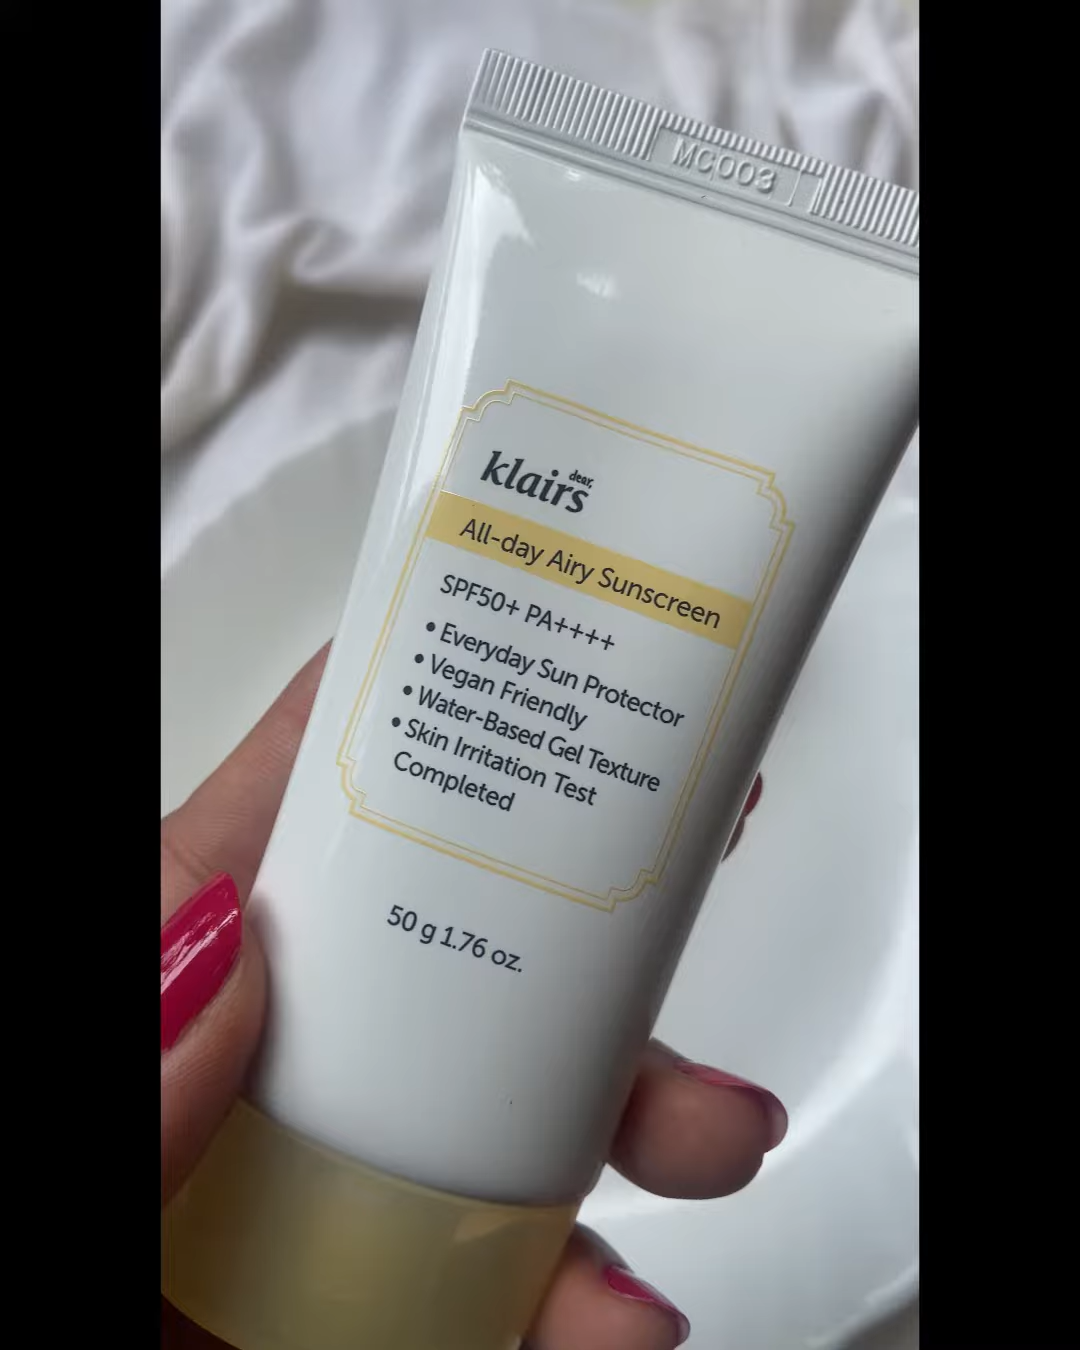 MC003
dear,
klairs
All-day Airy Sunscreen
SPF50+ PA++++
• Everyday Sun Protector
• Vegan Friendly
• Water-Based Gel Texture
• Skin Irritation Test
Completed
50 g 1.76 oz.